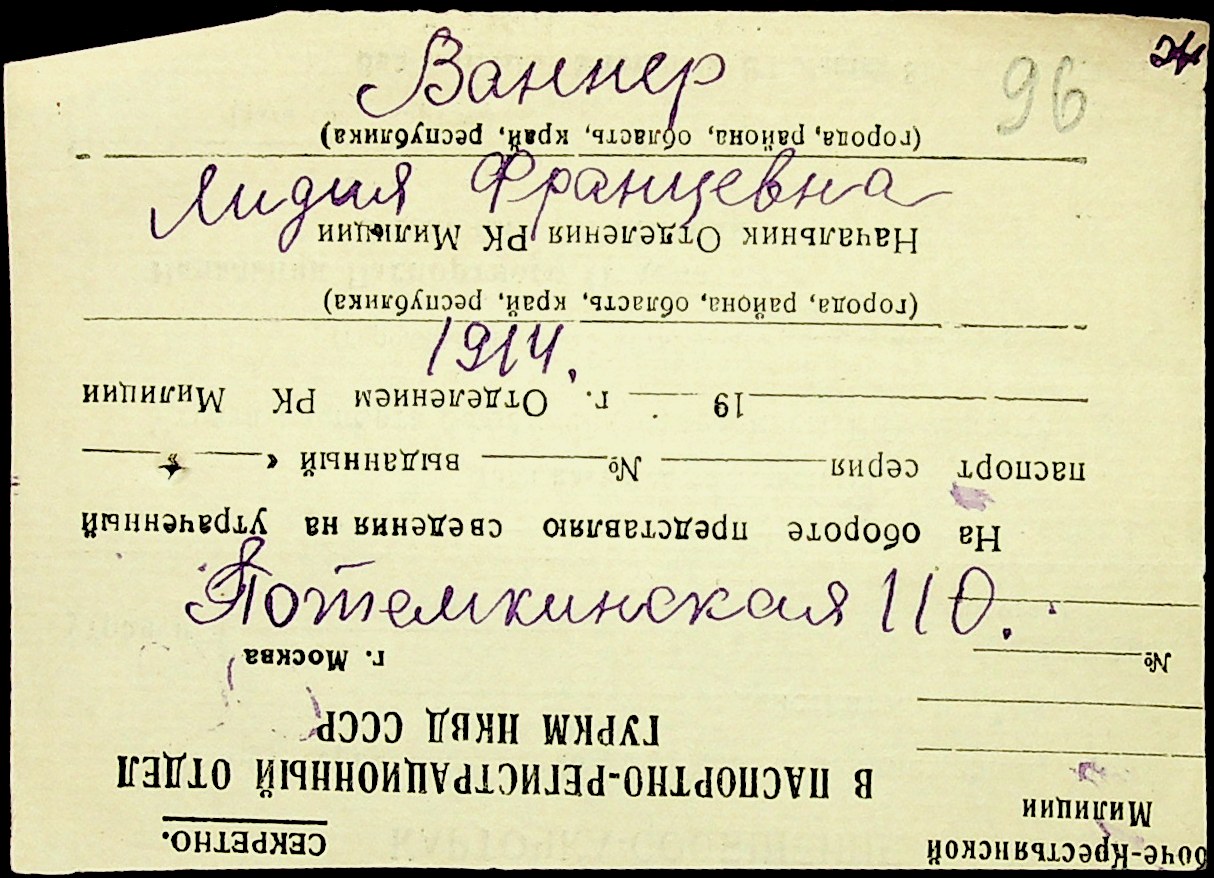 Ваннер
96
Лидия Францевна
1914.
Потемкинская 110.
СЕКРЕТНО.
боче-Крестьянской
Милиции
В ПАСПОРТНО-РЕГИСТРАЦИОННЫЙ ОТДЕЛ
ГУРКМ НКВД СССР
г. Москва
№
На обороте представляю сведения на утраченный
паспорт серия № выданный « »
19 г. Отделением РК Милиции
(города, района, область, край, республика)
Начальник Отделения РК Милиции
(города, района, область, край, республика)